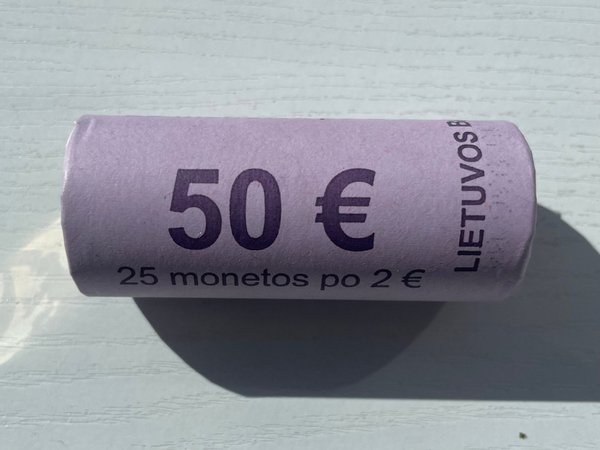 50 €
25 monetos po 2 €
LIETUVOS